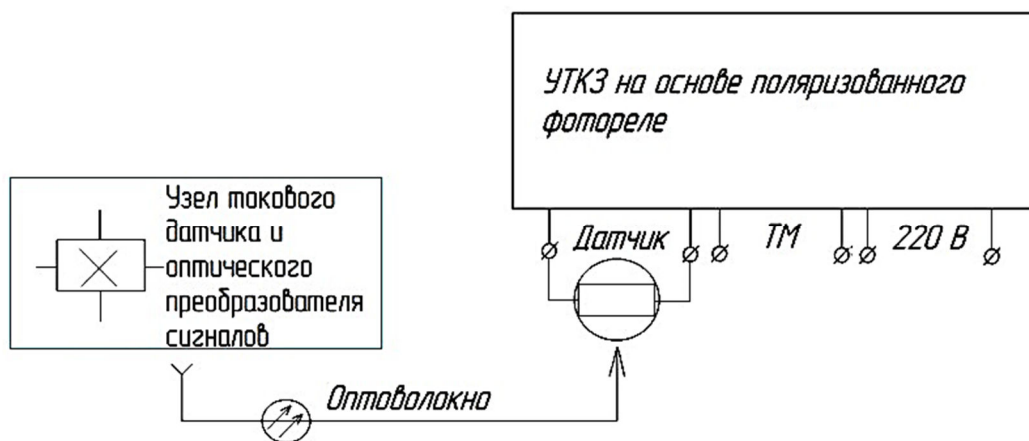 УТКЗ на основе поляризованного
фотореле
Узел токового
датчика и
оптического
преобразователя
сигналов
Датчик
ТМ
220 В
Оптоволокно